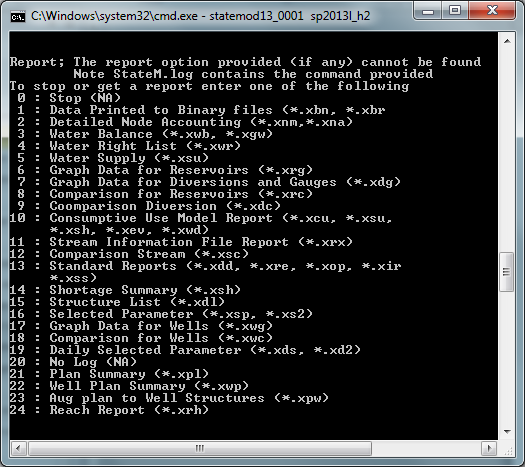 C:\Windows\system32\cmd.exe - statemod13_0001 sp2013l_h2
Report; The report option provided (if any) cannot be found
Note StateM.log contains the command provided
To stop or get a report enter one of the following
0 : Stop (NA)
1 : Data Printed to Binary files (*.xbn, *.xbr
2 : Detailed Node Accounting (*.xnm,*.xna)
3 : Water Balance (*.xwb, *.xgw)
4 : Water Right List (*.xwr)
5 : Water Supply (*.xsu)
6 : Graph Data for Reservoirs (*.xrg)
7 : Graph Data for Diversions and Gauges (*.xdg)
8 : Comparison for Reservoirs (*.xrc)
9 : Coomparison Diversion (*.xdc)
10 : Consumptive Use Model Report (*.xcu, *.xsu,
*.xsh, *.xev, *.xwd)
11 : Stream Information File Report (*.xrx)
12 : Comparison Stream (*.xsc)
13 : Standard Reports (*.xdd, *.xre, *.xop, *.xir
*.xss)
14 : Shortage Summary (*.xsh)
15 : Structure List (*.xdl)
16 : Selected Parameter (*.xsp, *.xs2)
17 : Graph Data for Wells (*.xwg)
18 : Comparison for Wells (*.xwc)
19 : Daily Selected Parameter (*.xds, *.xd2)
20 : No Log (NA)
21 : Plan Summary (*.xpl)
22 : Well Plan Summary (*.xwp)
23 : Aug plan to Well Structures (*.xpw)
24 : Reach Report (*.xrh)